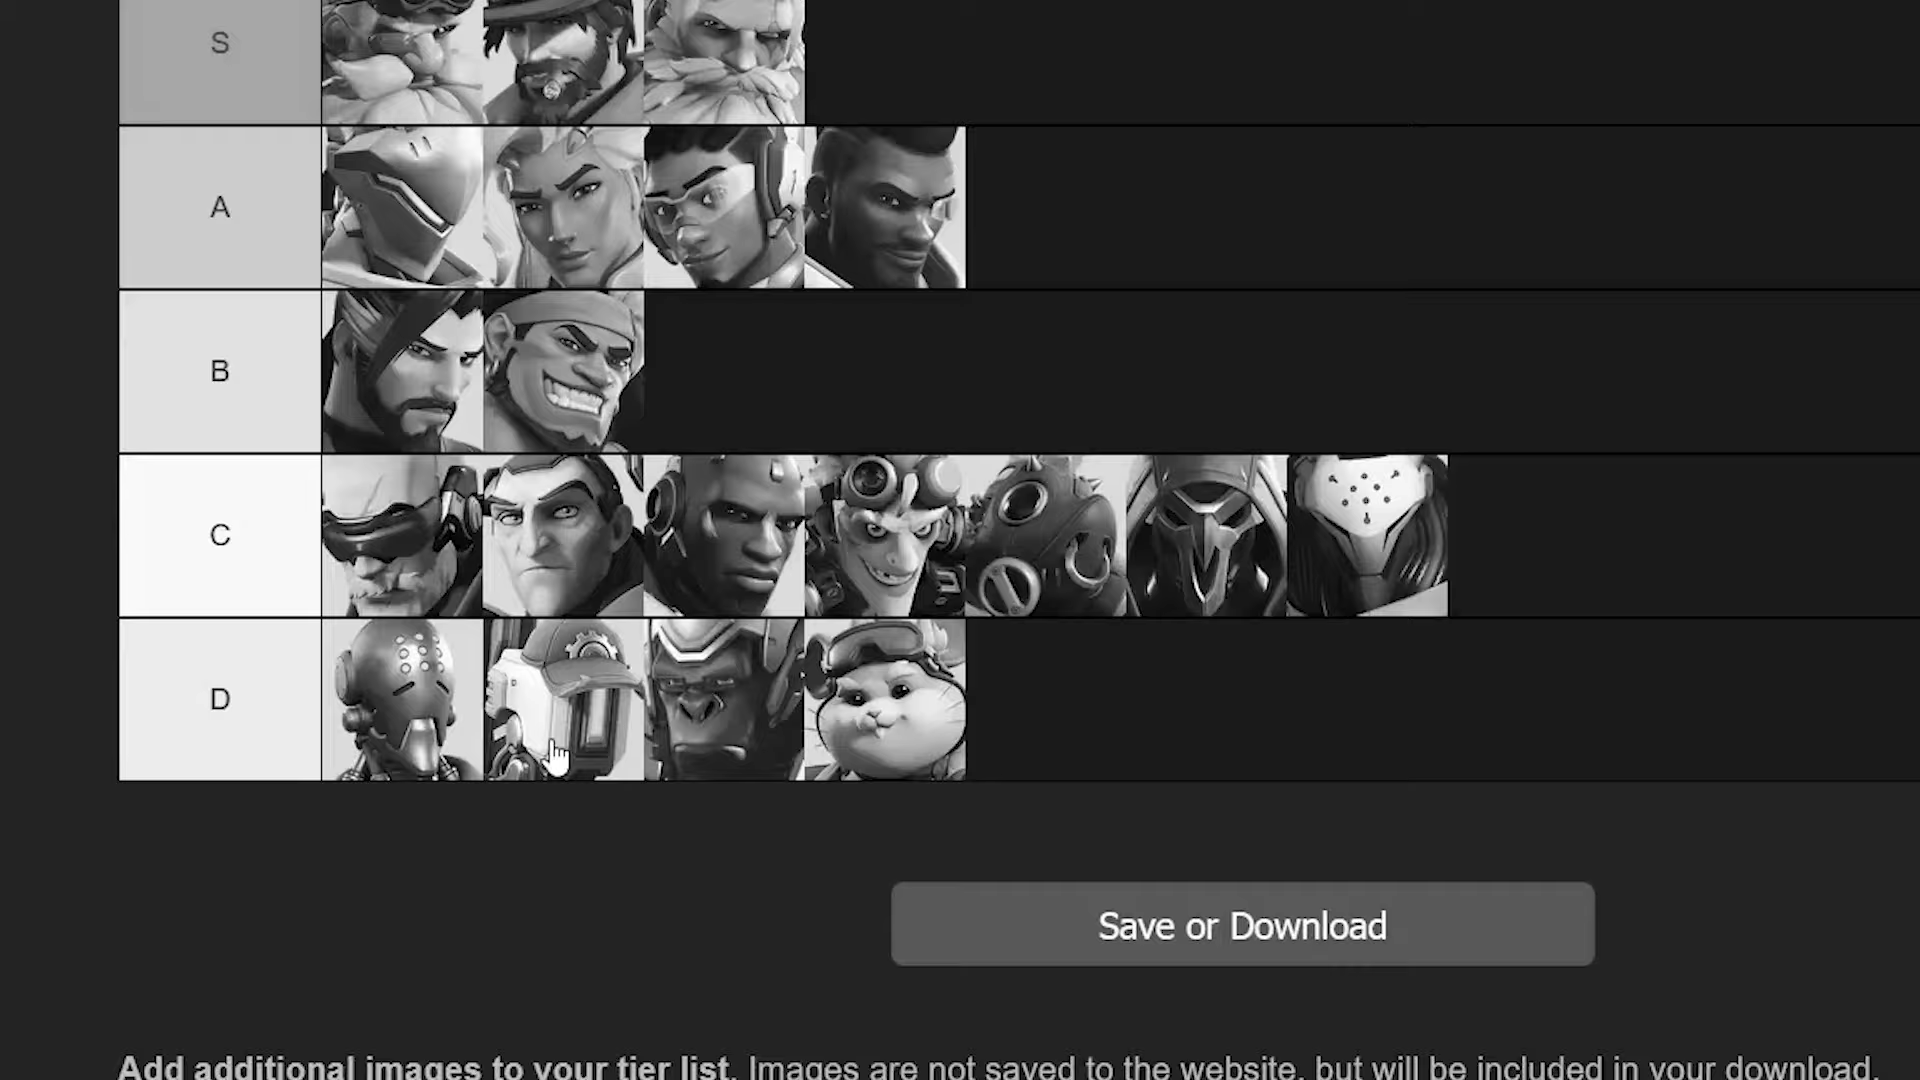 S
A
B
C
D
Save or Download
Add additional images to your tier list. Images are not saved to the website, but will be included in your download.